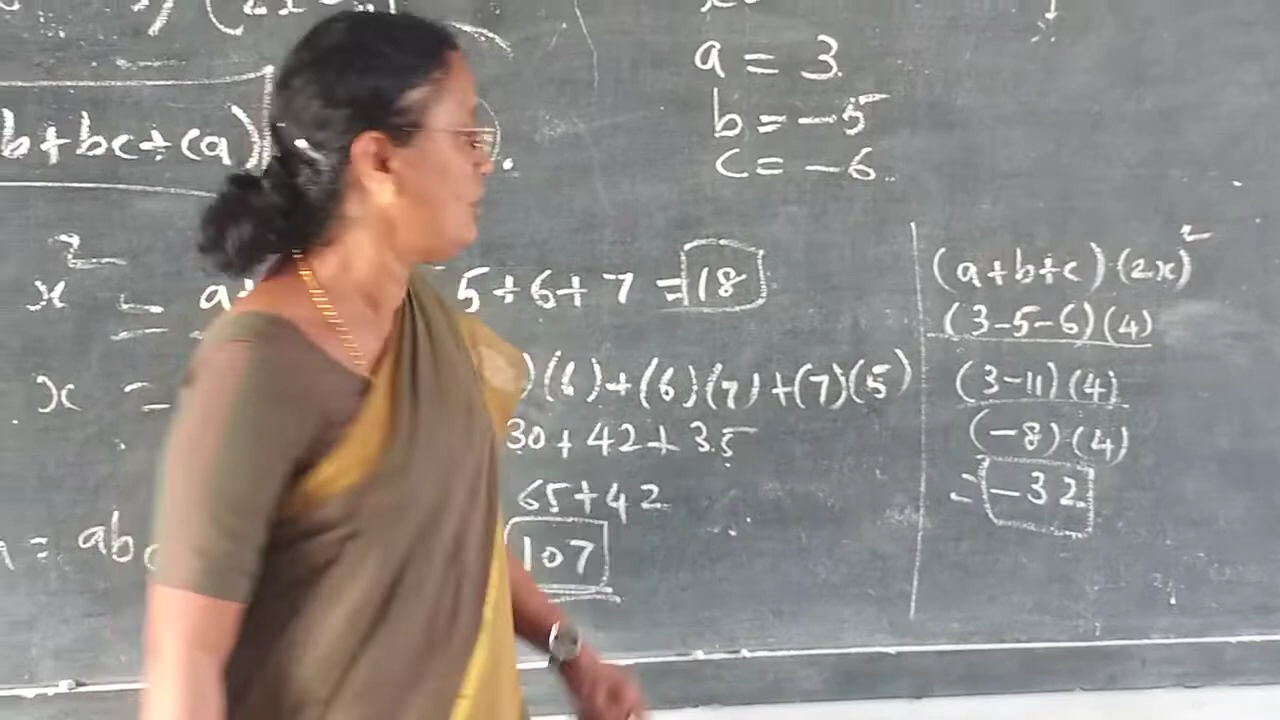 a = 3
b = -5
c = -6
b+bc+ca)
x² = a+ 5+6+7 = 18
x = )(6)+(6)(7)+(7)(5)
30+42+35
65+42
= abc 107
(a+b+c)(2x)²
(3-5-6)(4)
(3-11)(4)
(-8)(4)
= -32